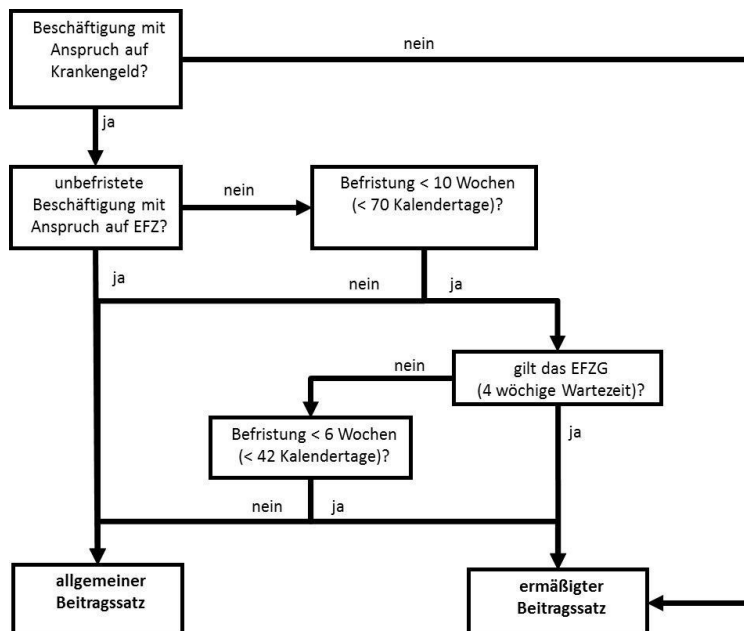 Beschäftigung mit
Anspruch auf
Krankengeld?
nein
ja
unbefristete
Beschäftigung mit
Anspruch auf EFZ?
nein
Befristung < 10 Wochen
(< 70 Kalendertage)?
ja
nein
ja
nein
gilt das EFZG
(4 wöchige Wartezeit)?
ja
Befristung < 6 Wochen
(< 42 Kalendertage)?
nein
ja
allgemeiner
Beitragssatz
ermäßigter
Beitragssatz